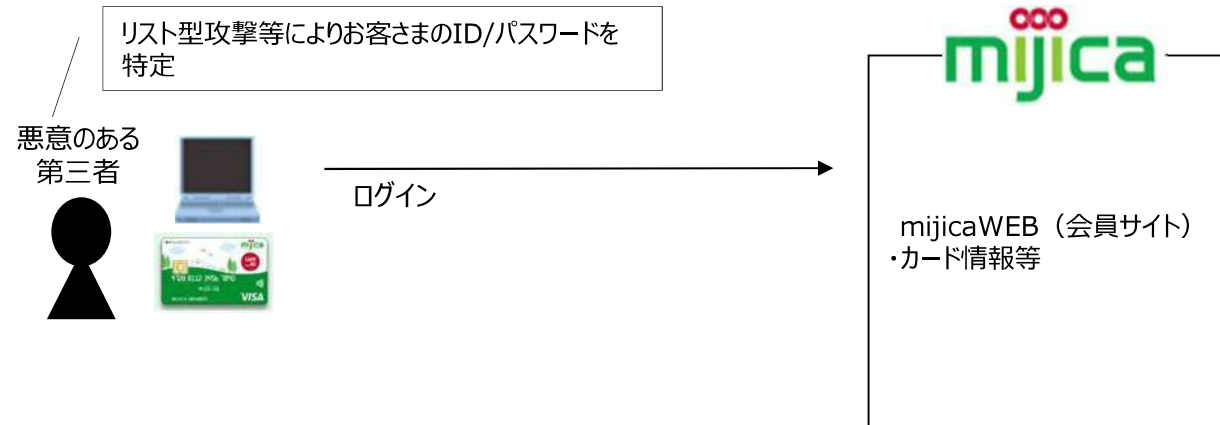 リスト型攻撃等によりお客さまのID/パスワードを
特定
mijica
悪意のある
第三者
ログイン
mijica
VISA
mijicaWEB（会員サイト）
・カード情報等